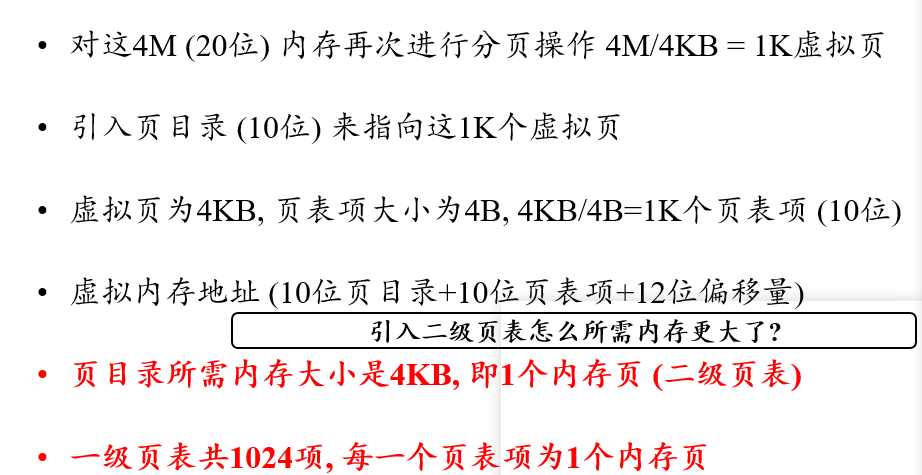 • 对这4M (20位) 内存再次进行分页操作 4M/4KB = 1K虚拟页
• 引入页目录 (10位) 来指向这1K个虚拟页
• 虚拟页为4KB, 页表项大小为4B, 4KB/4B=1K个页表项 (10位)
• 虚拟内存地址 (10位页目录+10位页表项+12位偏移量)
引入二级页表怎么所需内存更大了?
• 页目录所需内存大小是4KB, 即1个内存页 (二级页表)
• 一级页表共1024项, 每一个页表项为1个内存页